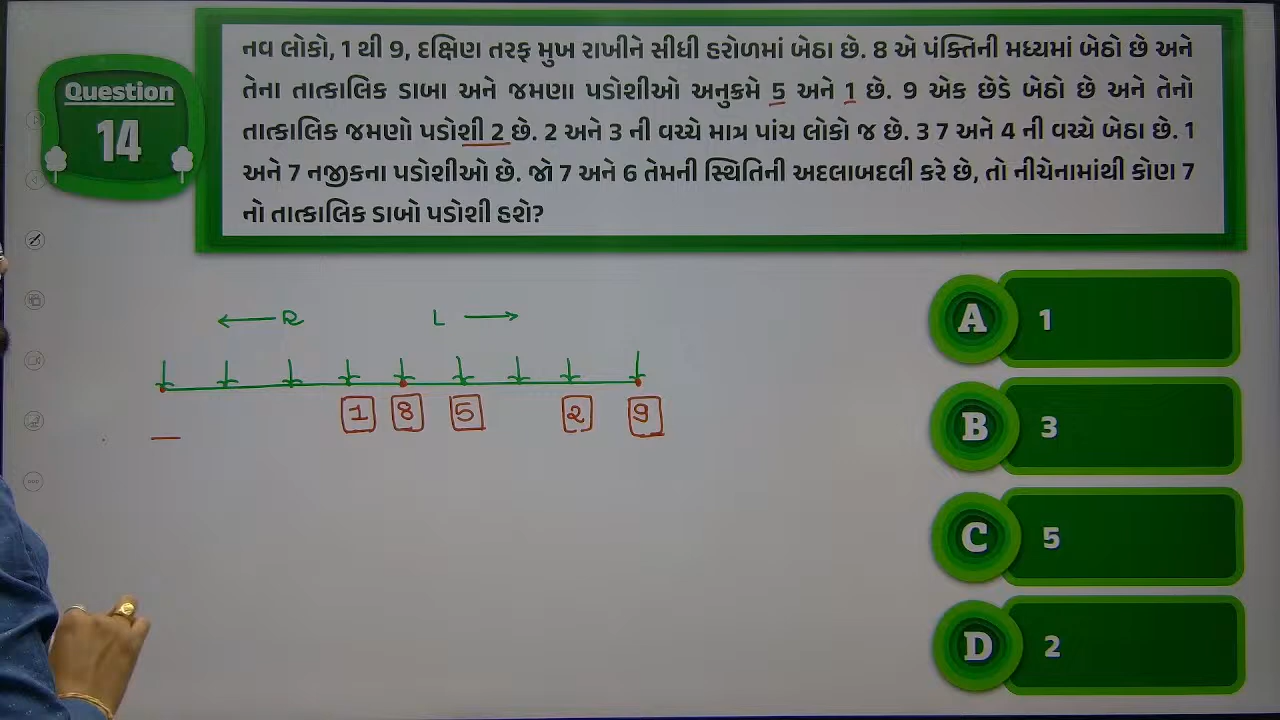 Question
14
નવ લોકો, 1 થી 9, દક્ષિણ તરફ મુખ રાખીને સીધી હરોળમાં બેઠા છે. 8 એ પંક્તિની મધ્યમાં બેઠો છે અને
તેના તાત્કાલિક ડાબા અને જમણા પડોશીઓ અનુક્રમે 5 અને 1 છે. 9 એક છેડે બેઠો છે અને તેનો
તાત્કાલિક જમણો પડોશી 2 છે. 2 અને 3 ની વચ્ચે માત્ર પાંચ લોકો જ છે. 3 7 અને 4 ની વચ્ચે બેઠા છે. 1
અને 7 નજીકના પડોશીઓ છે. જો 7 અને 6 તેમની સ્થિતિની અદલાબદલી કરે છે, તો નીચેનામાંથી કોણ 7
નો તાત્કાલિક ડાબો પડોશી હશે?
R L
1 8 5 2 9
A 1
B 3
C 5
D 2